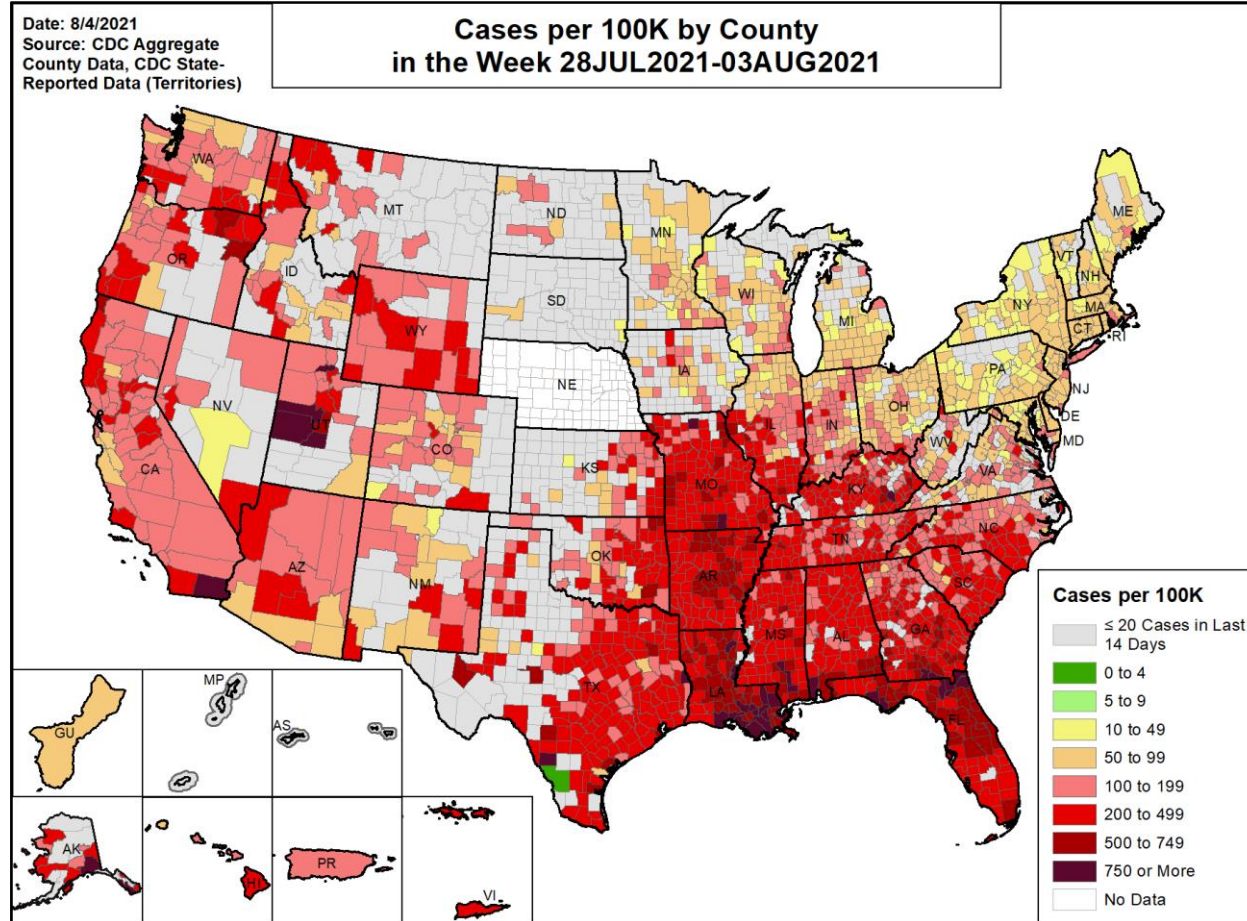 Date: 8/4/2021
Source: CDC Aggregate
County Data, CDC State-
Reported Data (Territories)
Cases per 100K by County
in the Week 28JUL2021-03AUG2021
WA
MT
ND
MN
ME
OR
ID
SD
WI
MI
VT
NH
NY
MA
CT
RI
WY
IA
NE
PA
NJ
NV
UT
CO
IL
IN
OH
DE
MD
WV
VA
CA
KS
MO
KY
NC
TN
AZ
NM
OK
AR
SC
MS
AL
GA
TX
LA
FL
GU
MP
AS
AK
HI
PR
VI
Cases per 100K
≤ 20 Cases in Last
14 Days
0 to 4
5 to 9
10 to 49
50 to 99
100 to 199
200 to 499
500 to 749
750 or More
No Data